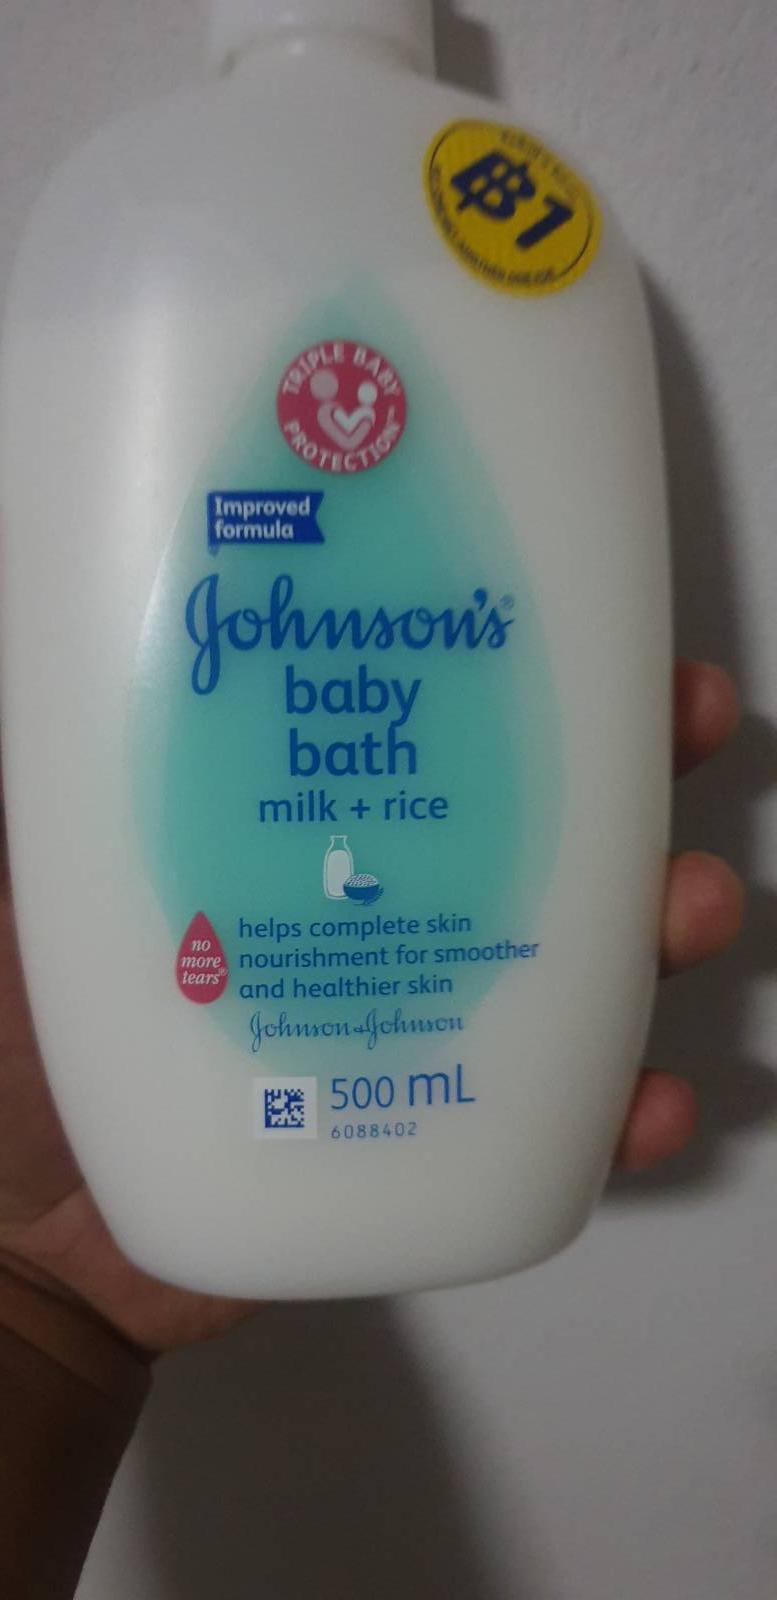 ฿1
TRIPLE BABY
PROTECTION™
Improved
formula
Johnson's®
baby
bath
milk + rice
no
more
tears®
helps complete skin
nourishment for smoother
and healthier skin
Johnson & Johnson
500 mL
6088402